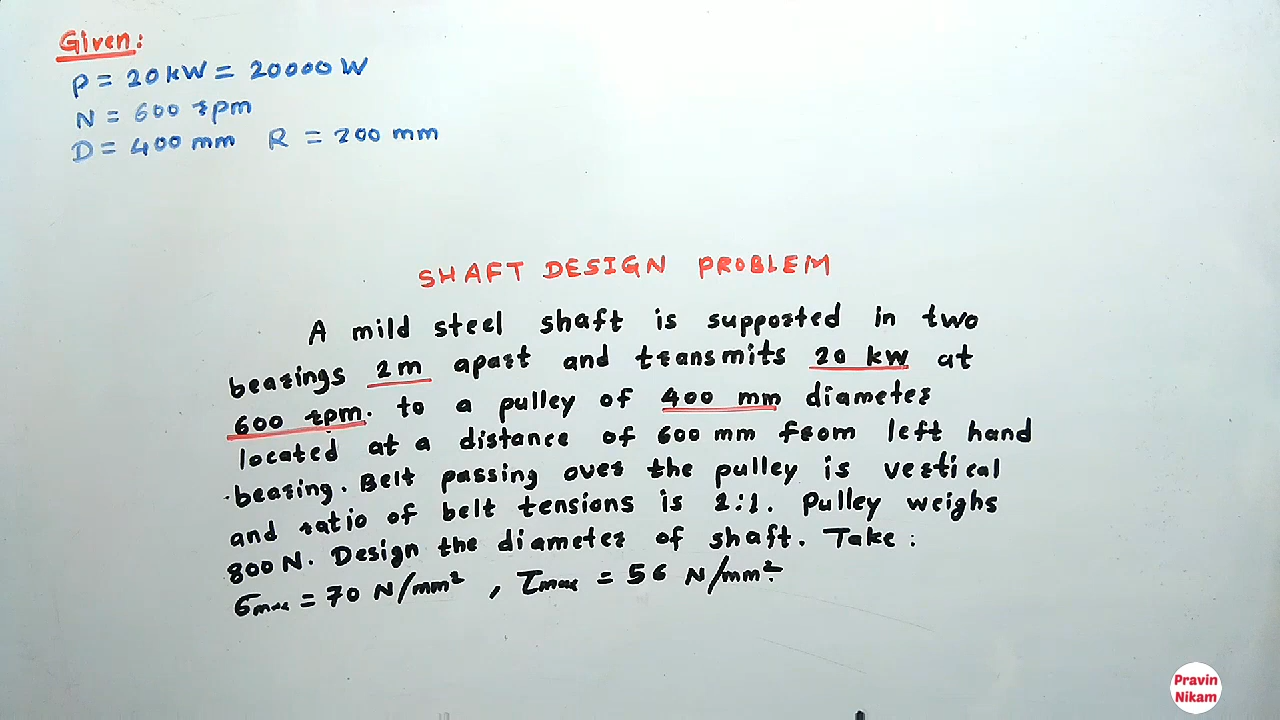 Given:
P = 20 kW = 20000 W
N = 600 rpm
D = 400 mm R = 200 mm
SHAFT DESIGN PROBLEM
A mild steel shaft is supported in two
bearings 2m apart and transmits 20 kw at
600 rpm. to a pulley of 400 mm diameter
located at a distance of 600 mm from left hand
bearing. Belt passing over the pulley is vertical
and ratio of belt tensions is 2:1. Pulley weighs
800 N. Design the diameter of shaft. Take :
σmax = 70 N/mm² , τmax = 56 N/mm².
Pravin
Nikam